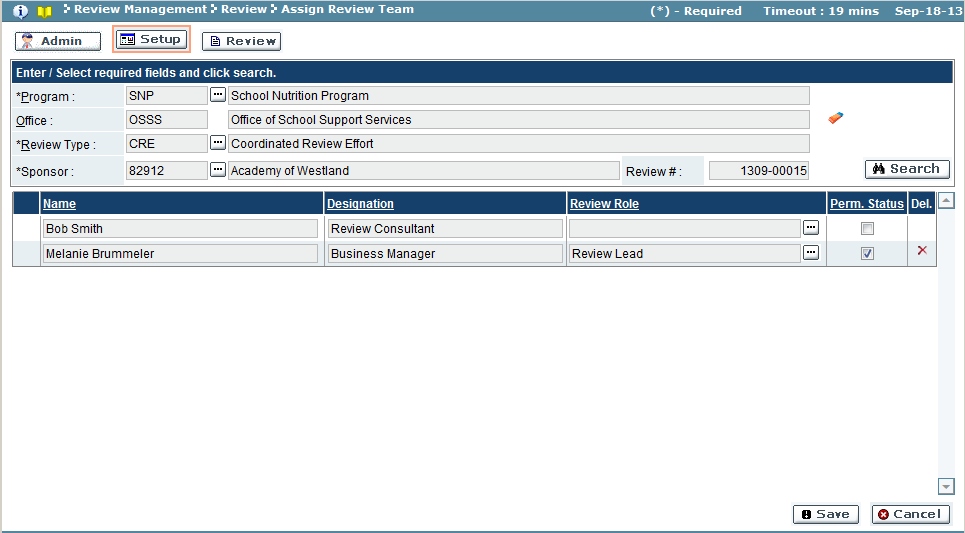 Review Management Review Assign Review Team (*) - Required Timeout : 19 mins Sep-18-13
Admin Setup Review
Enter / Select required fields and click search.
*Program : SNP ... School Nutrition Program
Office : OSSS Office of School Support Services
*Review Type : CRE ... Coordinated Review Effort
*Sponsor : 82912 ... Academy of Westland Review # : 1309-00015 Search
Name Designation Review Role Perm. Status Del.
Bob Smith Review Consultant ...
Melanie Brummeler Business Manager Review Lead ...
Save Cancel